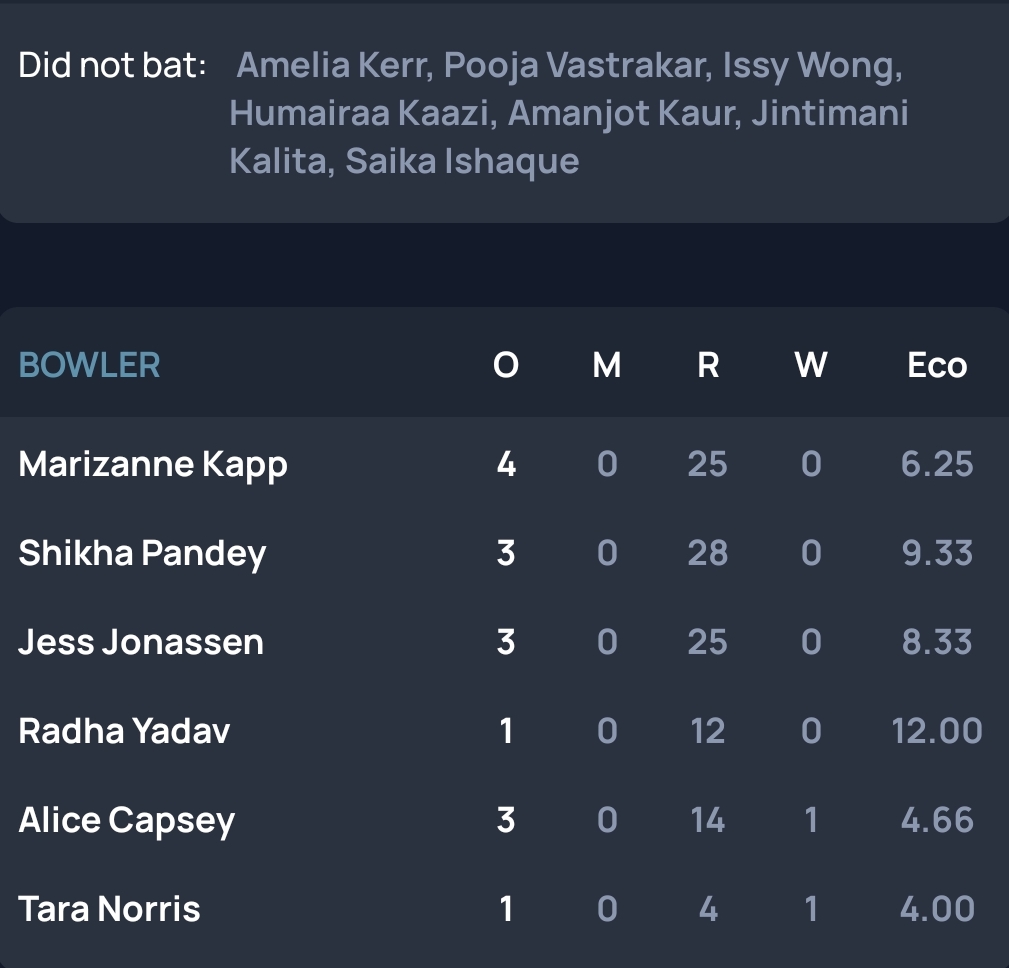 Did not bat: Amelia Kerr, Pooja Vastrakar, Issy Wong,
Humairaa Kaazi, Amanjot Kaur, Jintimani
Kalita, Saika Ishaque
BOWLER O M R W Eco
Marizanne Kapp 4 0 25 0 6.25
Shikha Pandey 3 0 28 0 9.33
Jess Jonassen 3 0 25 0 8.33
Radha Yadav 1 0 12 0 12.00
Alice Capsey 3 0 14 1 4.66
Tara Norris 1 0 4 1 4.00